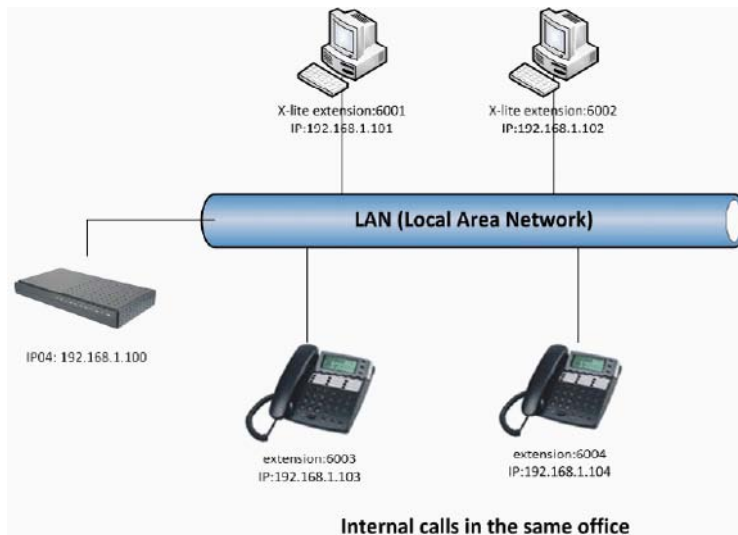 X-lite extension:6001
IP:192.168.1.101
X-lite extension:6002
IP:192.168.1.102
LAN (Local Area Network)
IP04: 192.168.1.100
extension:6003
IP:192.168.1.103
extension:6004
IP:192.168.1.104
Internal calls in the same office